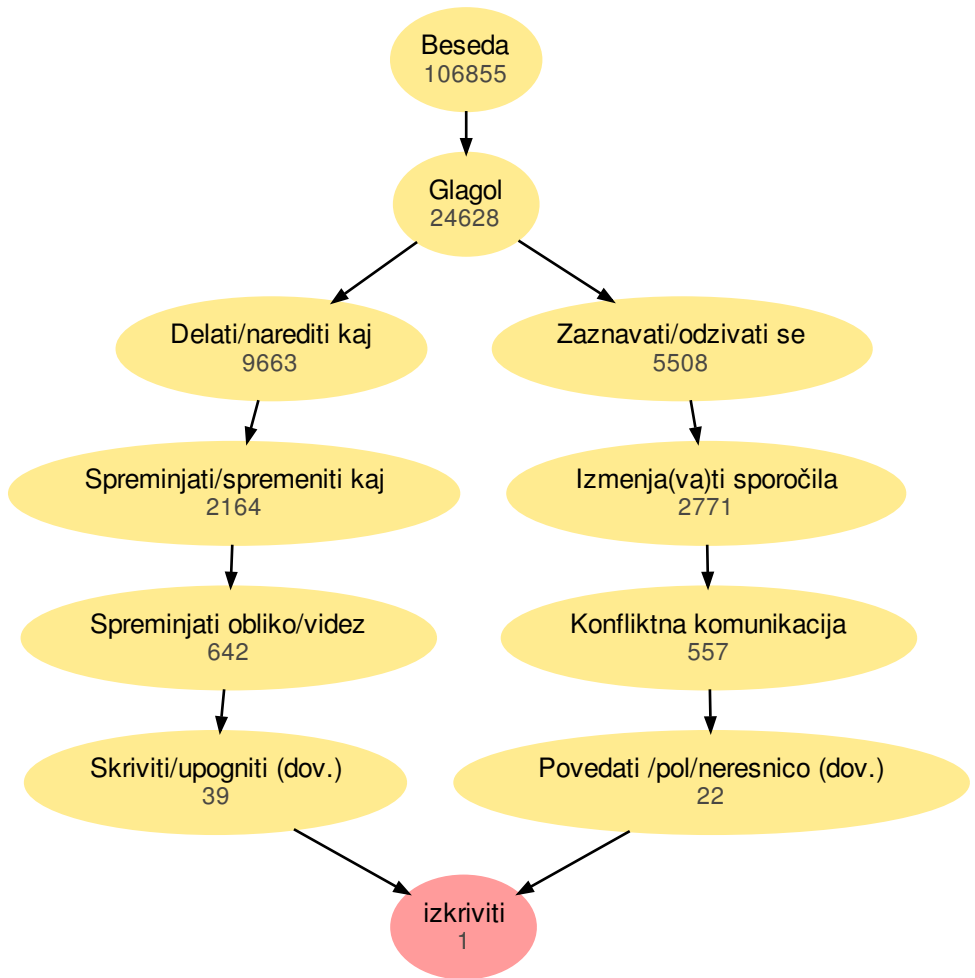 Beseda
106855
Glagol
24628
Delati/narediti kaj
9663
Zaznavati/odzivati se
5508
Spreminjati/spremeniti kaj
2164
Izmenja(va)ti sporočila
2771
Spreminjati obliko/videz
642
Konfliktna komunikacija
557
Skriviti/upogniti (dov.)
39
Povedati /pol/neresnico (dov.)
22
izkriviti
1